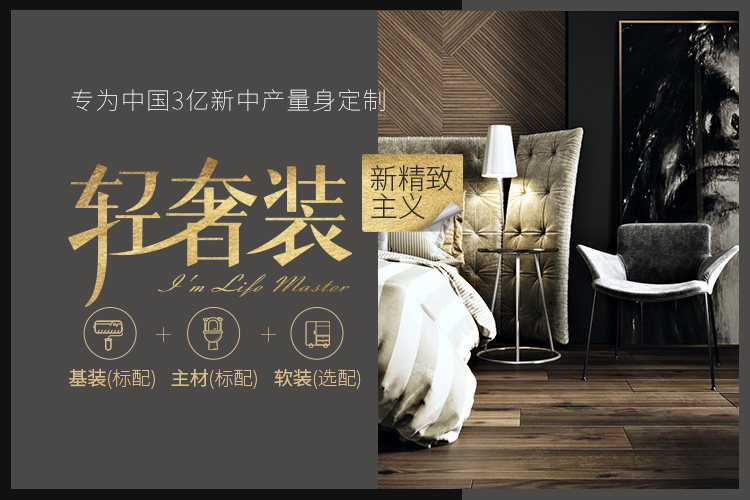 专为中国3亿新中产量身定制
轻奢装
新精致
主义
I'm Life Master
基装(标配) 主材(标配) 软装(选配)